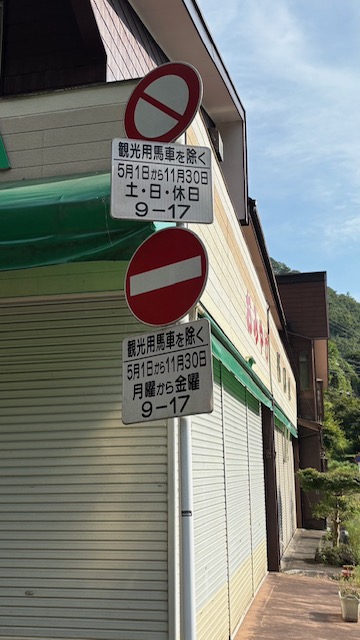 観光用馬車を除く
5月1日から11月30日
土・日・休日
9-17
観光用馬車を除く
5月1日から11月30日
月曜から金曜
9-17